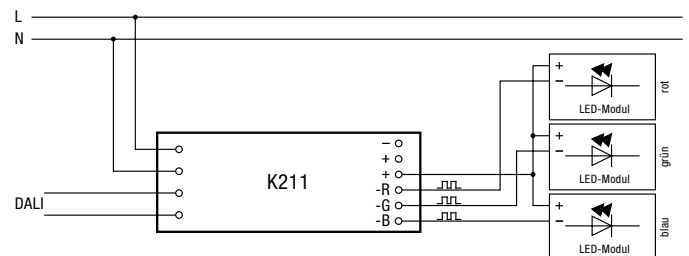 L
N
DALI
K211
−
+
+
-R
-G
-B
+
−
LED-Modul
rot
+
−
LED-Modul
grün
+
−
LED-Modul
blau